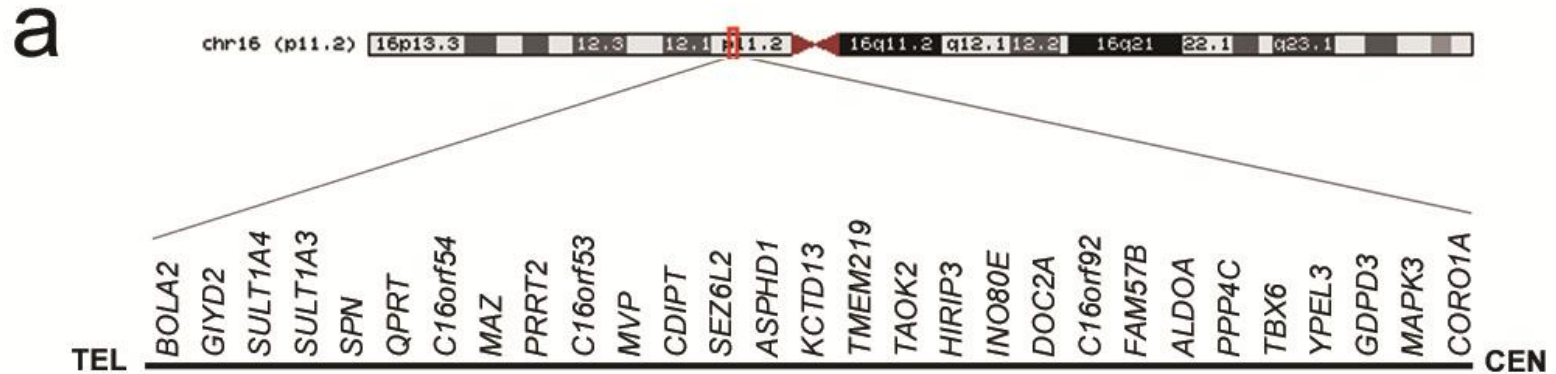 a
chr16 (p11.2) 16p13.3 12.3 12.1 p11.2 16q11.2 q12.1 12.2 16q21 22.1 q23.1
BOLA2
GIYD2
SULT1A4
SULT1A3
SPN
QPRT
C16orf54
MAZ
PRRT2
C16orf53
MVP
CDIPT
SEZ6L2
ASPHD1
KCTD13
TMEM219
TAOK2
HIRIP3
INO80E
DOC2A
C16orf92
FAM57B
ALDOA
PPP4C
TBX6
YPEL3
GDPD3
MAPK3
CORO1A
TEL CEN